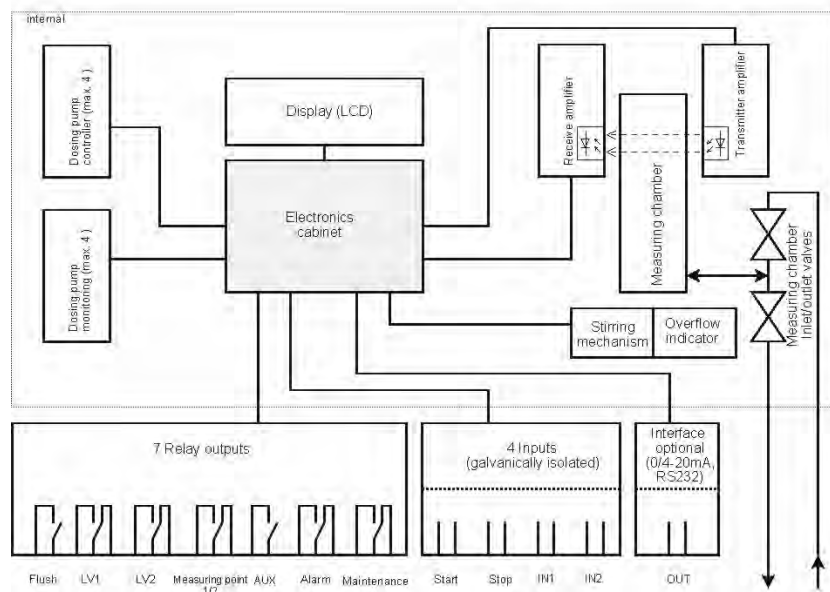 internal
Dosing pump
controller (max. 4 )
Display (LCD)
Receive amplifier
Transmitter amplifier
Electronics
cabinet
Measuring chamber
Dosing pump
monitoring (max. 4 )
Measuring chamber
Inlet/outlet valves
Stirring
mechanism
Overflow
indicator
7 Relay outputs
4 Inputs
(galvanically isolated)
Interface
optional
(0/4-20mA,
RS232)
Flush
LV1
LV2
Measuring point
1/2
AUX
Alarm
Maintenance
Start
Stop
IN1
IN2
OUT